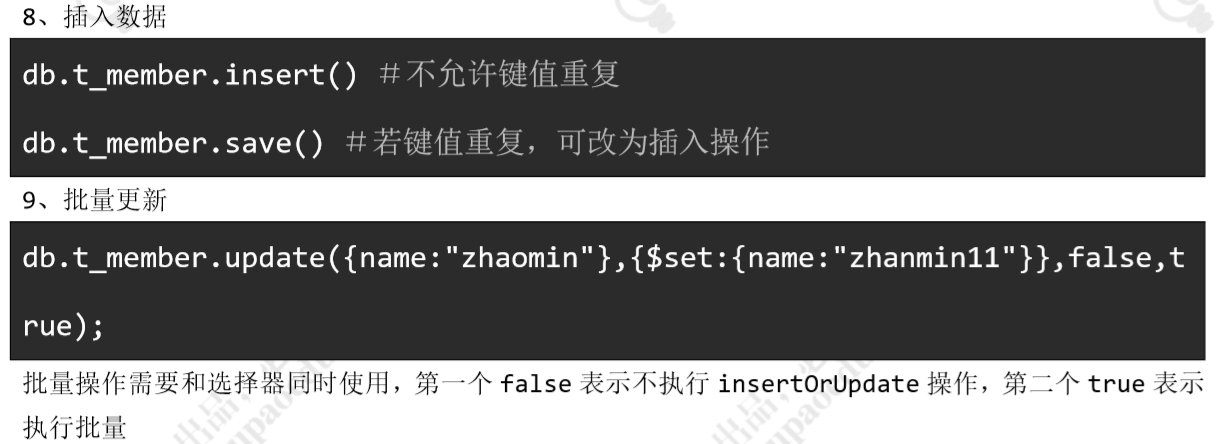 8、插入数据
db.t_member.insert() ＃不允许键值重复
db.t_member.save() ＃若键值重复，可改为插入操作
9、批量更新
db.t_member.update({name:"zhaomin"},{$set:{name:"zhanmin11"}},false,t
rue);
批量操作需要和选择器同时使用，第一个 false 表示不执行 insertOrUpdate 操作，第二个 true 表示
执行批量